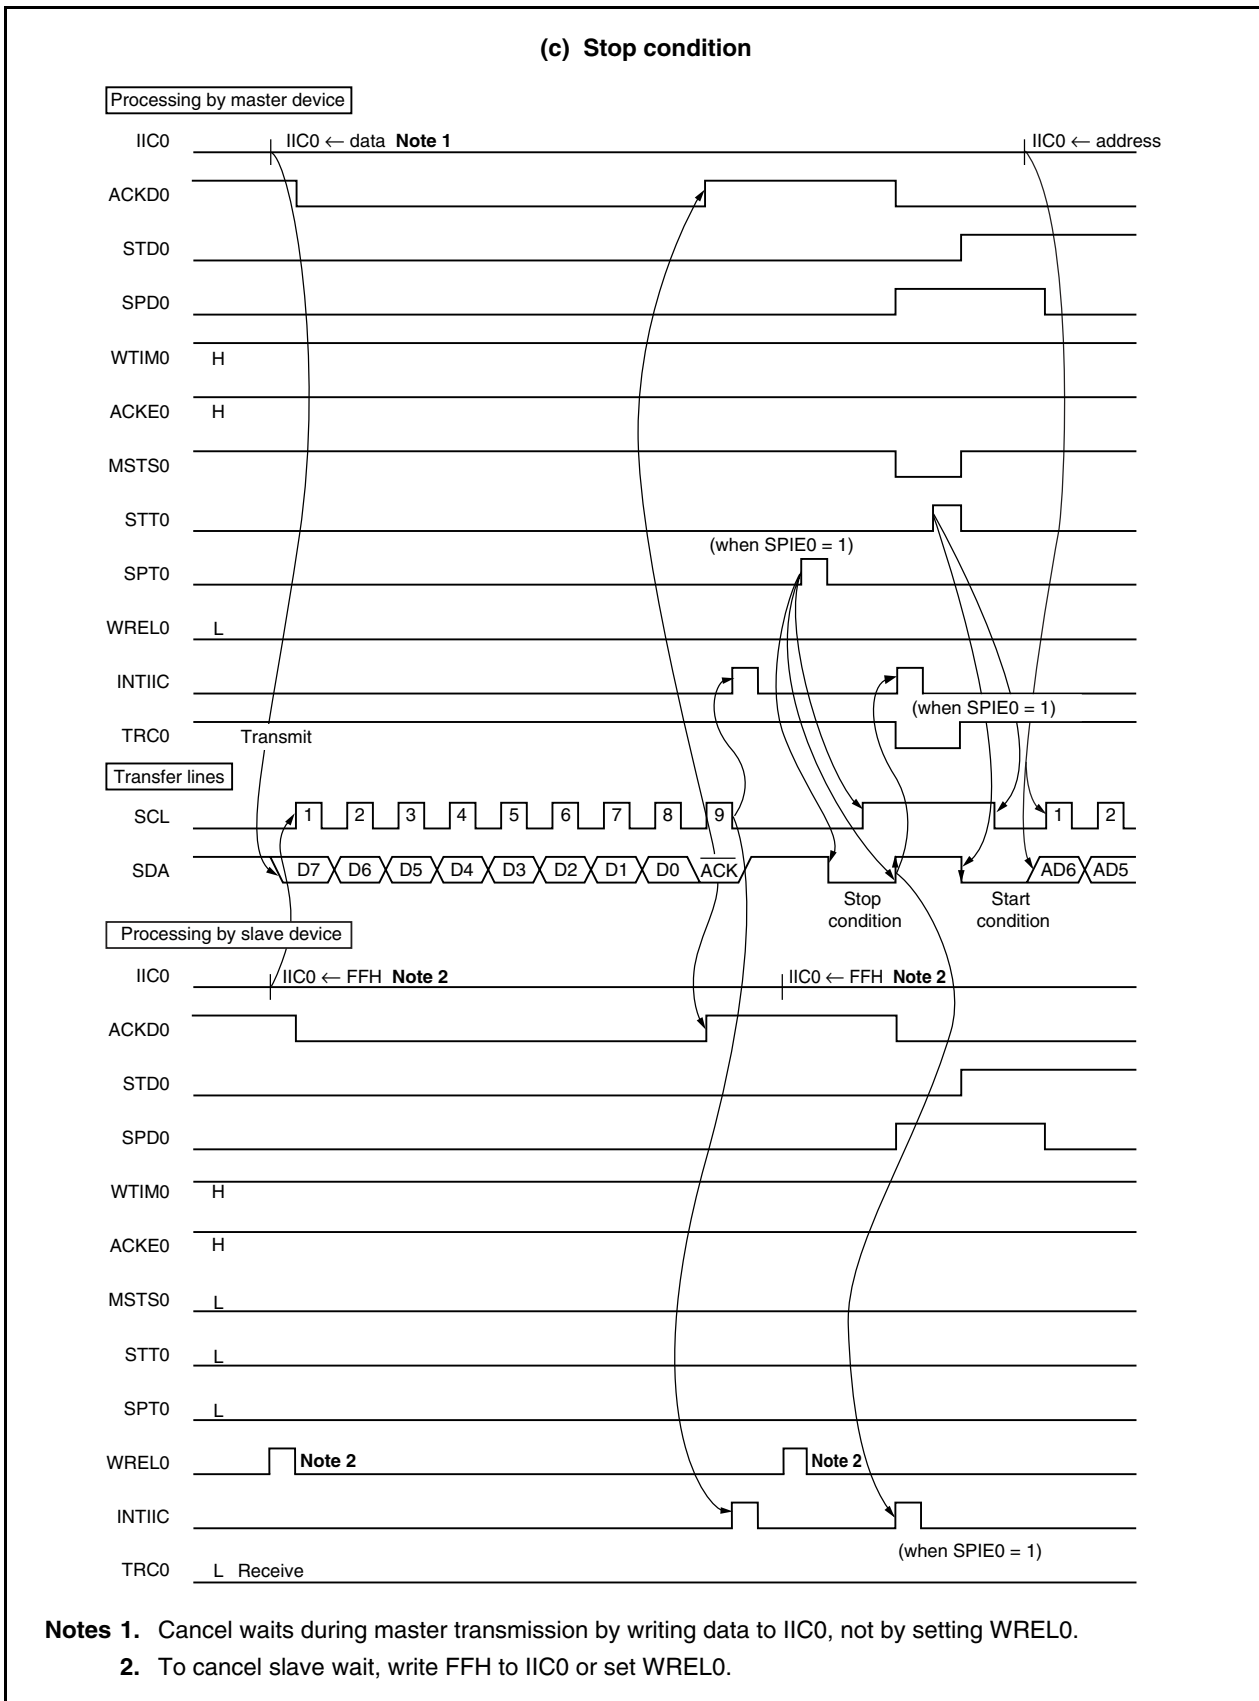 (c) Stop condition
Processing by master device
IIC0 IIC0 ← data Note 1 IIC0 ← address
ACKD0
STD0
SPD0
WTIM0 H
ACKE0 H
MSTS0
STT0
(when SPIE0 = 1)
SPT0
WREL0 L
INTIIC
(when SPIE0 = 1)
TRC0 Transmit
Transfer lines
SCL 1 2 3 4 5 6 7 8 9 1 2
SDA D7 D6 D5 D4 D3 D2 D1 D0 ACK AD6 AD5
Stop condition
Start condition
Processing by slave device
IIC0 IIC0 ← FFH Note 2 IIC0 ← FFH Note 2
ACKD0
STD0
SPD0
WTIM0 H
ACKE0 H
MSTS0 L
STT0 L
SPT0 L
WREL0 Note 2 Note 2
INTIIC
(when SPIE0 = 1)
TRC0 L Receive
Notes 1. Cancel waits during master transmission by writing data to IIC0, not by setting WREL0.
2. To cancel slave wait, write FFH to IIC0 or set WREL0.